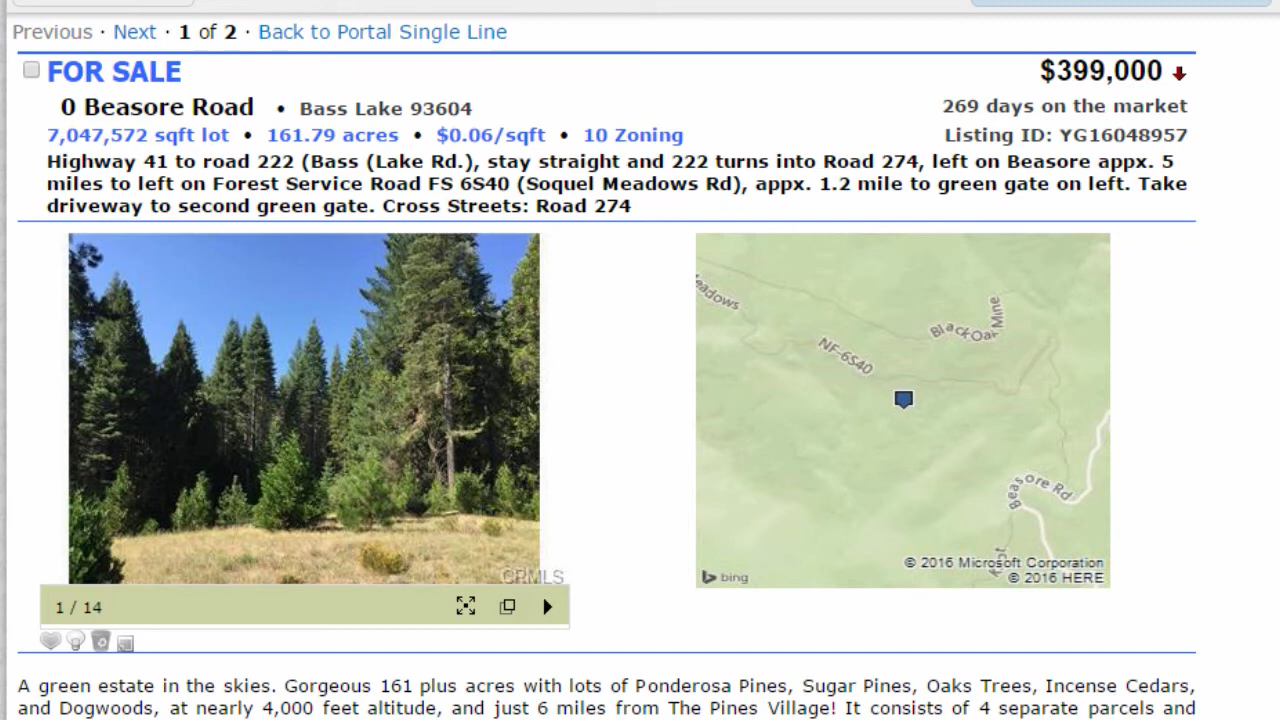 Previous · Next · 1 of 2 · Back to Portal Single Line
FOR SALE
$399,000
0 Beasore Road • Bass Lake 93604
269 days on the market
7,047,572 sqft lot • 161.79 acres • $0.06/sqft • 10 Zoning
Listing ID: YG16048957
Highway 41 to road 222 (Bass (Lake Rd.), stay straight and 222 turns into Road 274, left on Beasore appx. 5
miles to left on Forest Service Road FS 6S40 (Soquel Meadows Rd), appx. 1.2 mile to green gate on left. Take
driveway to second green gate. Cross Streets: Road 274
eadows
BlackOak Mine
NF-6S40
Beasore Rd
CRMLS
© 2016 Microsoft Corporation
© 2016 HERE
bing
1 / 14
A green estate in the skies. Gorgeous 161 plus acres with lots of Ponderosa Pines, Sugar Pines, Oaks Trees, Incense Cedars,
and Dogwoods, at nearly 4,000 feet altitude, and just 6 miles from The Pines Village! It consists of 4 separate parcels and